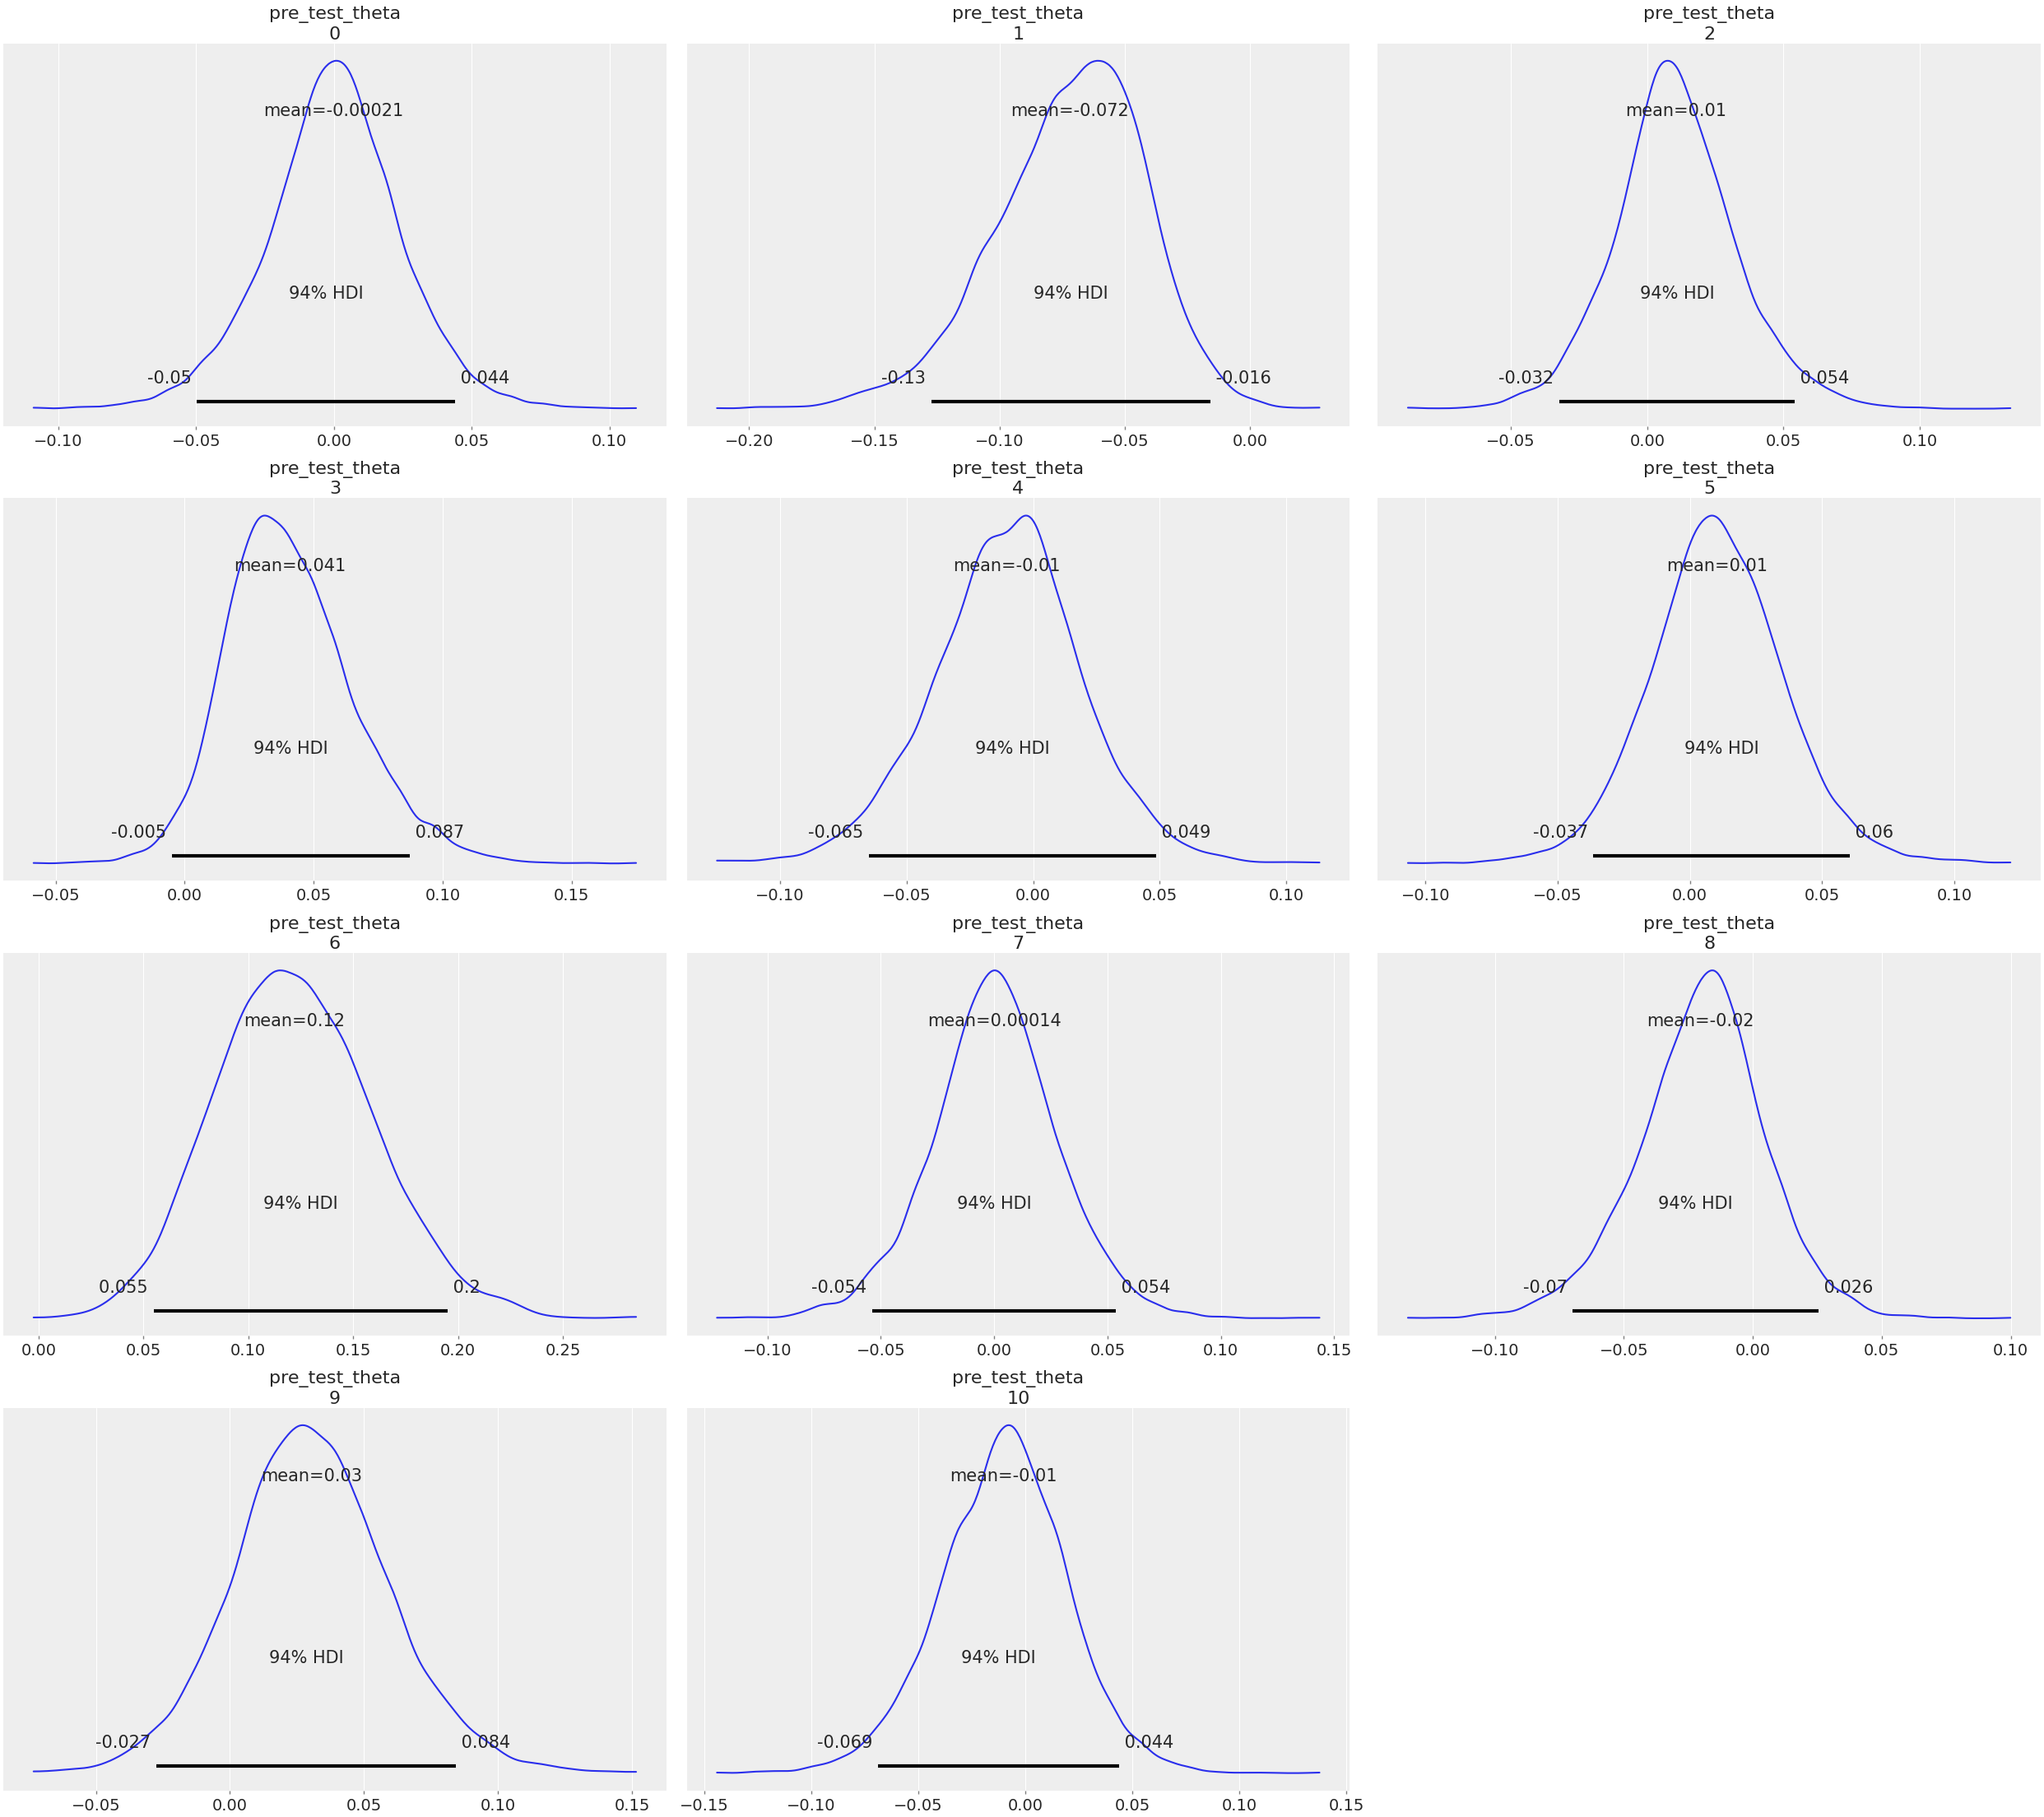 pre_test_theta
0
mean=-0.00021
94% HDI
-0.05 0.044
−0.10 −0.05 0.00 0.05 0.10
pre_test_theta
1
mean=-0.072
94% HDI
-0.13 -0.016
−0.20 −0.15 −0.10 −0.05 0.00
pre_test_theta
2
mean=0.01
94% HDI
-0.032 0.054
−0.05 0.00 0.05 0.10
pre_test_theta
3
mean=0.041
94% HDI
-0.005 0.087
−0.05 0.00 0.05 0.10 0.15
pre_test_theta
4
mean=-0.01
94% HDI
-0.065 0.049
−0.10 −0.05 0.00 0.05 0.10
pre_test_theta
5
mean=0.01
94% HDI
-0.037 0.06
−0.10 −0.05 0.00 0.05 0.10
pre_test_theta
6
mean=0.12
94% HDI
0.055 0.2
0.00 0.05 0.10 0.15 0.20 0.25
pre_test_theta
7
mean=0.00014
94% HDI
-0.054 0.054
−0.10 −0.05 0.00 0.05 0.10 0.15
pre_test_theta
8
mean=-0.02
94% HDI
-0.07 0.026
−0.10 −0.05 0.00 0.05 0.10
pre_test_theta
9
mean=0.03
94% HDI
-0.027 0.084
−0.05 0.00 0.05 0.10 0.15
pre_test_theta
10
mean=-0.01
94% HDI
-0.069 0.044
−0.15 −0.10 −0.05 0.00 0.05 0.10 0.15